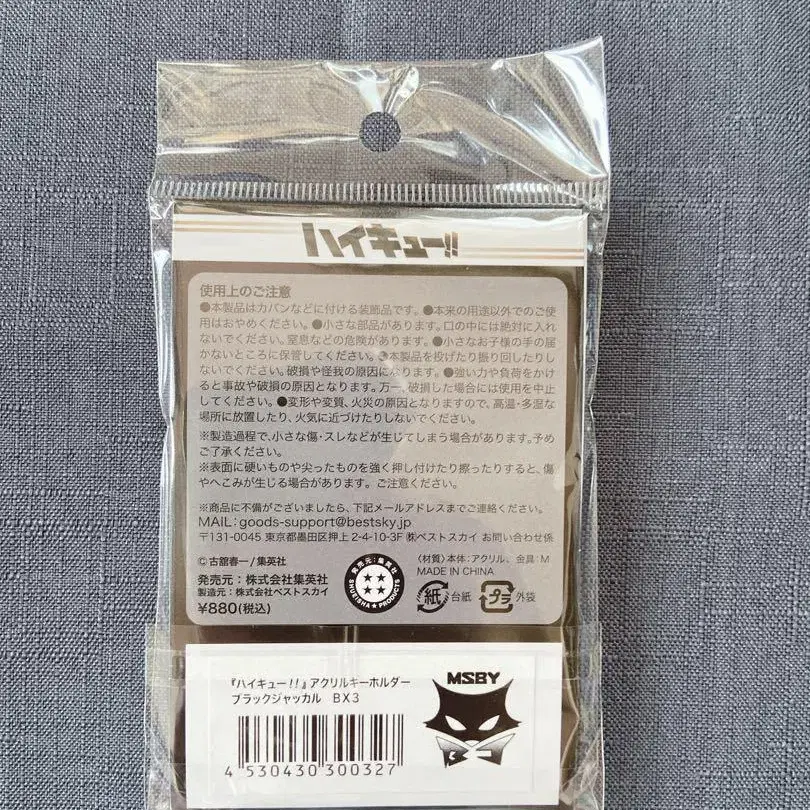 ハイキュー!!
使用上のご注意
●本製品はカバンなどに付ける装飾品です。●本来の用途以外でのご使
用はおやめください。●小さな部品があります。口の中には絶対に入れ
ないでください。窒息などの危険があります。●小さなお子様の手の届
かないところに保管してください。●本製品を投げたり振り回したりし
ないでください。破損や怪我の原因になります。●強い力や負荷をかけ
ると事故や破損の原因となります。万一、破損した場合には使用を中止
してください。●変形や変質、火災の原因となりますので、高温・多湿な
場所に放置したり、火気に近づけたりしないでください。
※製造過程で、小さな傷・スレなどが生じてしまう場合があります。予め
ご了承ください。
※表面に硬いものや尖ったものを強く押し付けたり擦ったりすると、傷
やへこみが生じる場合があります。ご注意ください。
※商品に不備がございましたら、下記メールアドレスまでご連絡ください。
MAIL:goods-support@bestsky.jp
〒131-0045 東京都墨田区押上 2-4-10-3F ㈱ベストスカイ お問い合わせ係
©古舘春一/集英社
発売元:株式会社集英社
製造元:株式会社ベストスカイ
¥880(税込)
発売元:集英社
SHUEISHA★PRODUCTS
〈材質〉本体:アクリル、金具:M
MADE IN CHINA
紙 台紙
プラ 外袋
『ハイキュー!!』アクリルキーホルダー
ブラックジャッカル BX3
4 530430 300327
MSBY